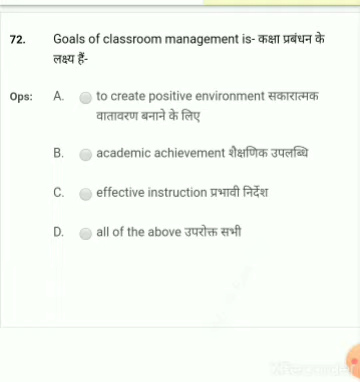 72. Goals of classroom management is- कक्षा प्रबंधन के
लक्ष्य हैं-
Ops: A. to create positive environment सकारात्मक
वातावरण बनाने के लिए
B. academic achievement शैक्षणिक उपलब्धि
C. effective instruction प्रभावी निर्देश
D. all of the above उपरोक्त सभी
XRecorder